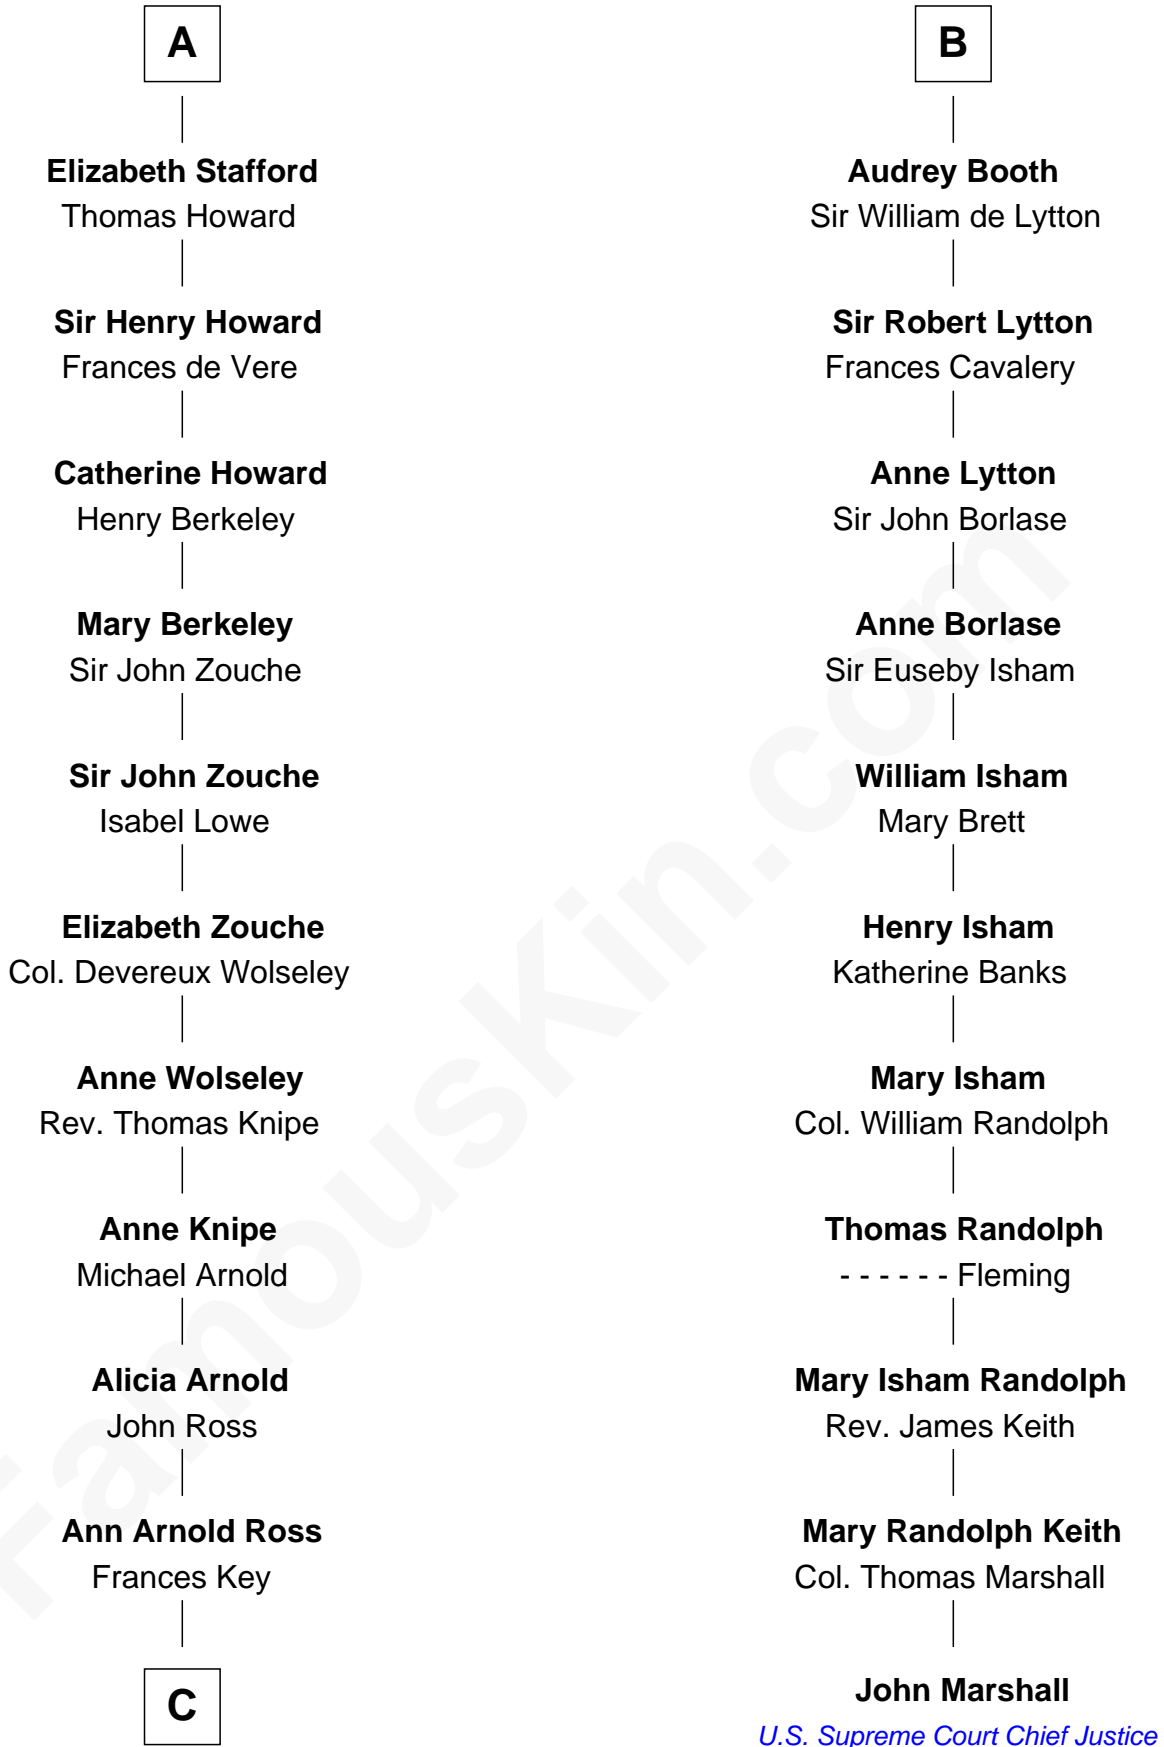 A
Elizabeth Stafford
Thomas Howard
Sir Henry Howard
Frances de Vere
Catherine Howard
Henry Berkeley
Mary Berkeley
Sir John Zouche
Sir John Zouche
Isabel Lowe
Elizabeth Zouche
Col. Devereux Wolseley
Anne Wolseley
Rev. Thomas Knipe
Anne Knipe
Michael Arnold
Alicia Arnold
John Ross
Ann Arnold Ross
Frances Key
C
B
Audrey Booth
Sir William de Lytton
Sir Robert Lytton
Frances Cavalery
Anne Lytton
Sir John Borlase
Anne Borlase
Sir Euseby Isham
William Isham
Mary Brett
Henry Isham
Katherine Banks
Mary Isham
Col. William Randolph
Thomas Randolph
- - - - - - Fleming
Mary Isham Randolph
Rev. James Keith
Mary Randolph Keith
Col. Thomas Marshall
John Marshall
U.S. Supreme Court Chief Justice
FamousKin.com